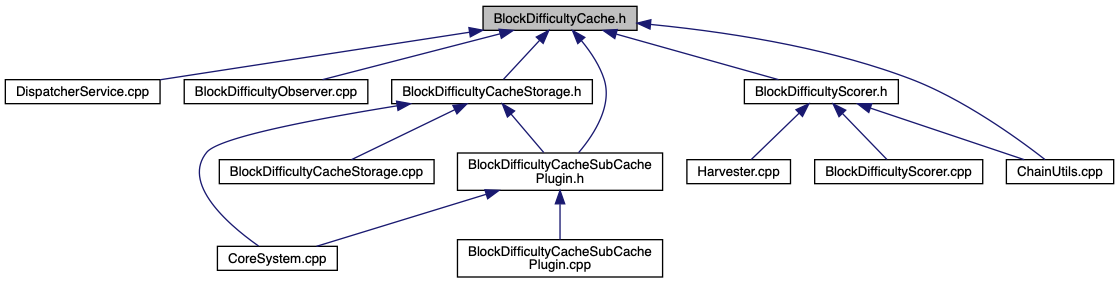 BlockDifficultyCache.h
DispatcherService.cpp
BlockDifficultyObserver.cpp
BlockDifficultyCacheStorage.h
BlockDifficultyScorer.h
BlockDifficultyCacheStorage.cpp
BlockDifficultyCacheSubCache
Plugin.h
Harvester.cpp
BlockDifficultyScorer.cpp
ChainUtils.cpp
CoreSystem.cpp
BlockDifficultyCacheSubCache
Plugin.cpp